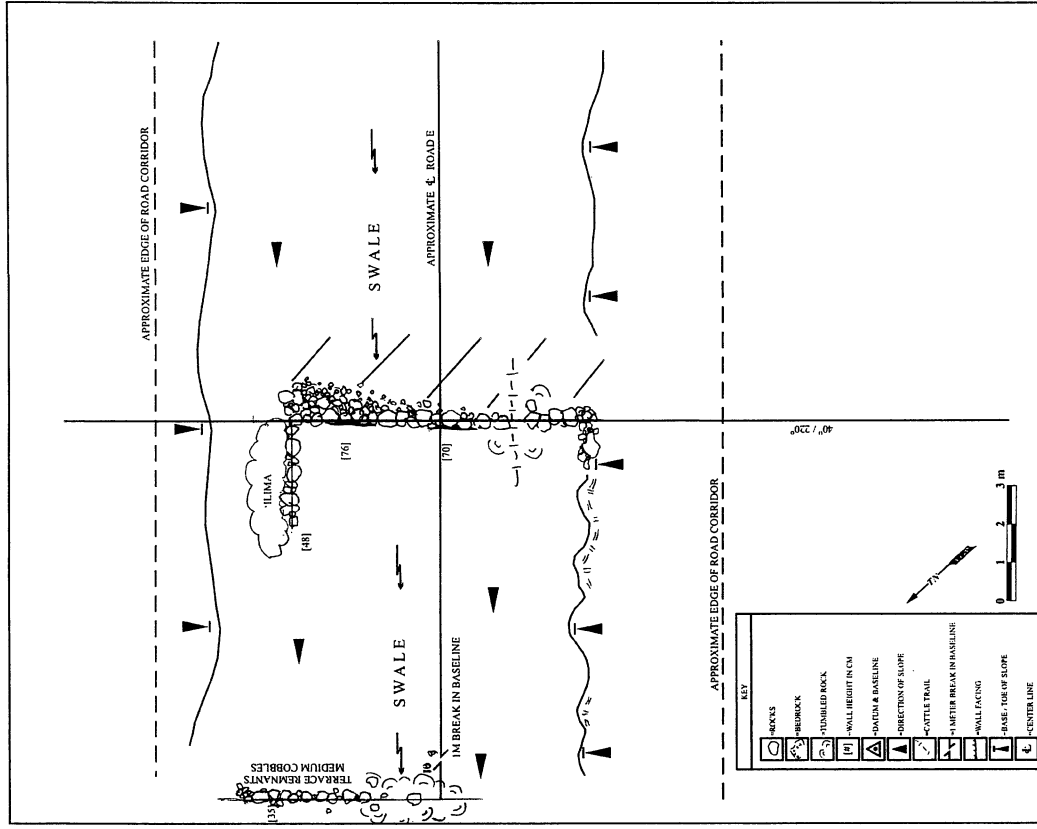 APPROXIMATE EDGE OF ROAD CORRIDOR
SWALE
APPROXIMATE ℄ ROAD E
'ILIMA
[76]
[70]
[48]
40°/220°
SWALE
1M BREAK IN BASELINE
TERRACE REMNANTS
MEDIUM COBBLES
[35]
APPROXIMATE EDGE OF ROAD CORRIDOR
TN
0 1 2 3 m
KEY
=ROCKS
=BEDROCK
=TUMBLED ROCK
[#] =WALL HEIGHT IN CM
=DATUM & BASELINE
=DIRECTION OF SLOPE
=CATTLE TRAIL
=1 METER BREAK IN BASELINE
=WALL FACING
=BASE / TOE OF SLOPE
℄ =CENTER LINE